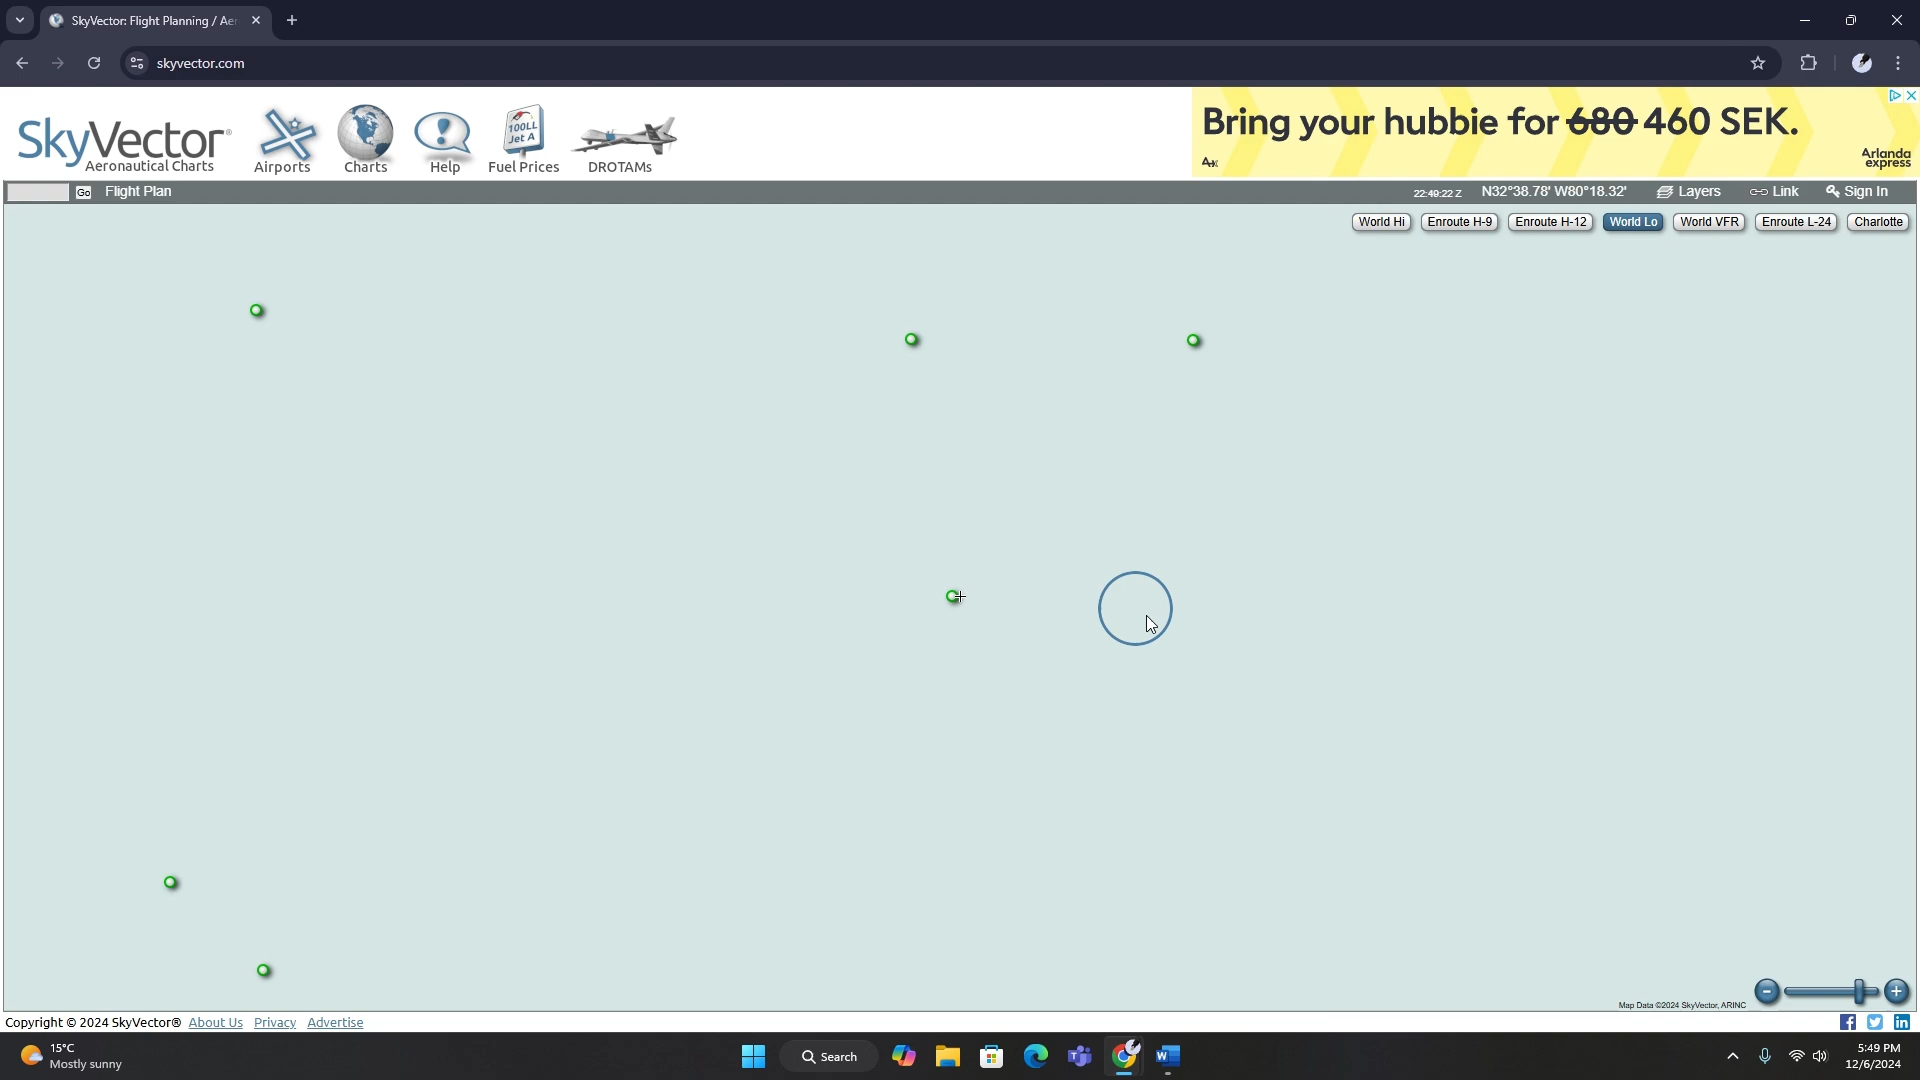 SkyVector: Flight Planning / Aer
skyvector.com
SkyVector®
Aeronautical Charts
Airports
Charts
Help
100LL
Jet A
Fuel Prices
DROTAMs
Bring your hubbie for 680 460 SEK.
Arlanda
express
Go
Flight Plan
22:49:22 Z
N32°38.78' W80°18.32'
Layers
Link
Sign In
World Hi
Enroute H-9
Enroute H-12
World Lo
World VFR
Enroute L-24
Charlotte
Map Data ©2024 SkyVector, ARINC
Copyright © 2024 SkyVector® About Us Privacy Advertise
15°C
Mostly sunny
Search
5:49 PM
12/6/2024